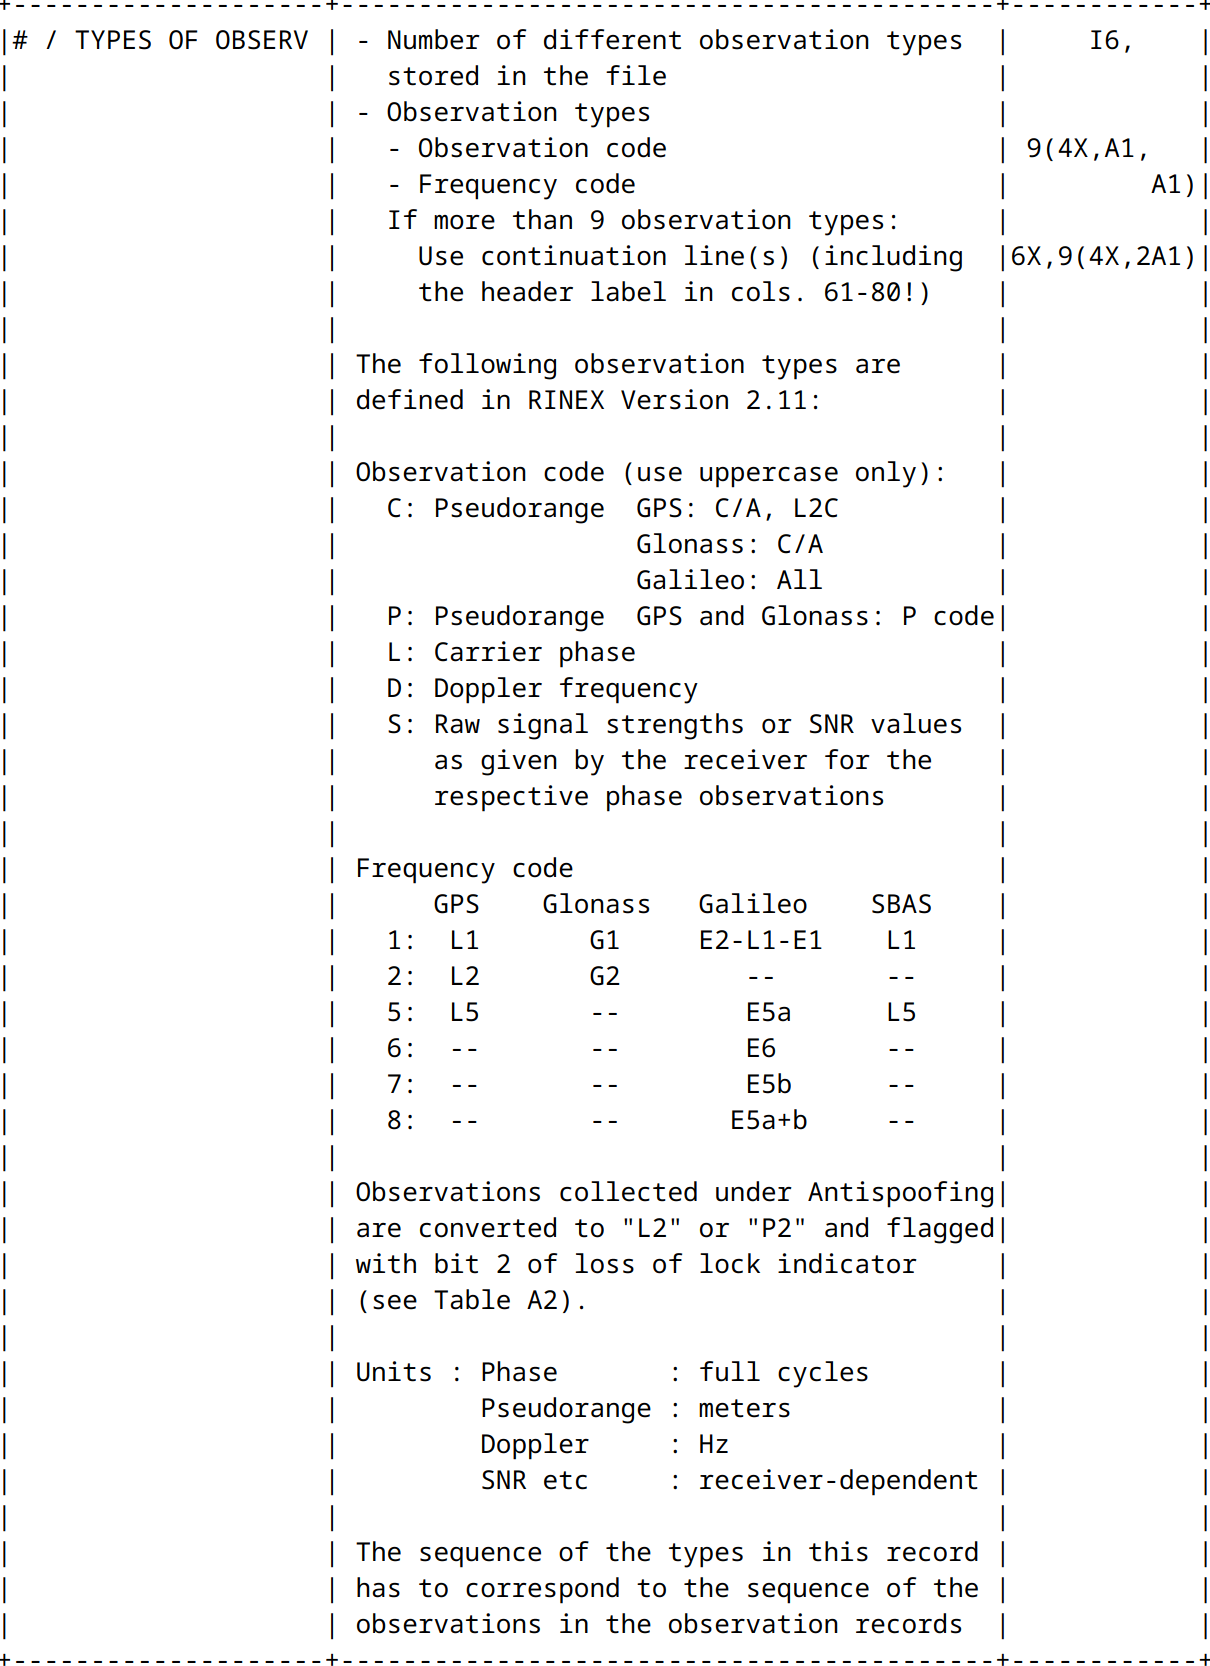 +--------------------+------------------------------------------+------------+
|# / TYPES OF OBSERV | - Number of different observation types  |     I6,    |
|                    |   stored in the file                     |            |
|                    | - Observation types                      |            |
|                    |   - Observation code                     | 9(4X,A1,   |
|                    |   - Frequency code                       |         A1)|
|                    |   If more than 9 observation types:      |            |
|                    |     Use continuation line(s) (including  |6X,9(4X,2A1)|
|                    |     the header label in cols. 61-80!)    |            |
|                    |                                          |            |
|                    | The following observation types are      |            |
|                    | defined in RINEX Version 2.11:           |            |
|                    |                                          |            |
|                    | Observation code (use uppercase only):   |            |
|                    |   C: Pseudorange  GPS: C/A, L2C          |            |
|                    |                   Glonass: C/A           |            |
|                    |                   Galileo: All           |            |
|                    |   P: Pseudorange  GPS and Glonass: P code|            |
|                    |   L: Carrier phase                       |            |
|                    |   D: Doppler frequency                   |            |
|                    |   S: Raw signal strengths or SNR values  |            |
|                    |      as given by the receiver for the    |            |
|                    |      respective phase observations       |            |
|                    |                                          |            |
|                    | Frequency code                           |            |
|                    |      GPS    Glonass   Galileo    SBAS    |            |
|                    |   1:  L1       G1     E2-L1-E1    L1     |            |
|                    |   2:  L2       G2        --       --     |            |
|                    |   5:  L5       --        E5a      L5     |            |
|                    |   6:  --       --        E6       --     |            |
|                    |   7:  --       --        E5b      --     |            |
|                    |   8:  --       --       E5a+b     --     |            |
|                    |                                          |            |
|                    | Observations collected under Antispoofing|            |
|                    | are converted to "L2" or "P2" and flagged|            |
|                    | with bit 2 of loss of lock indicator     |            |
|                    | (see Table A2).                          |            |
|                    |                                          |            |
|                    | Units : Phase       : full cycles        |            |
|                    |         Pseudorange : meters             |            |
|                    |         Doppler     : Hz                 |            |
|                    |         SNR etc     : receiver-dependent |            |
|                    |                                          |            |
|                    | The sequence of the types in this record |            |
|                    | has to correspond to the sequence of the |            |
|                    | observations in the observation records  |            |
+--------------------+------------------------------------------+------------+